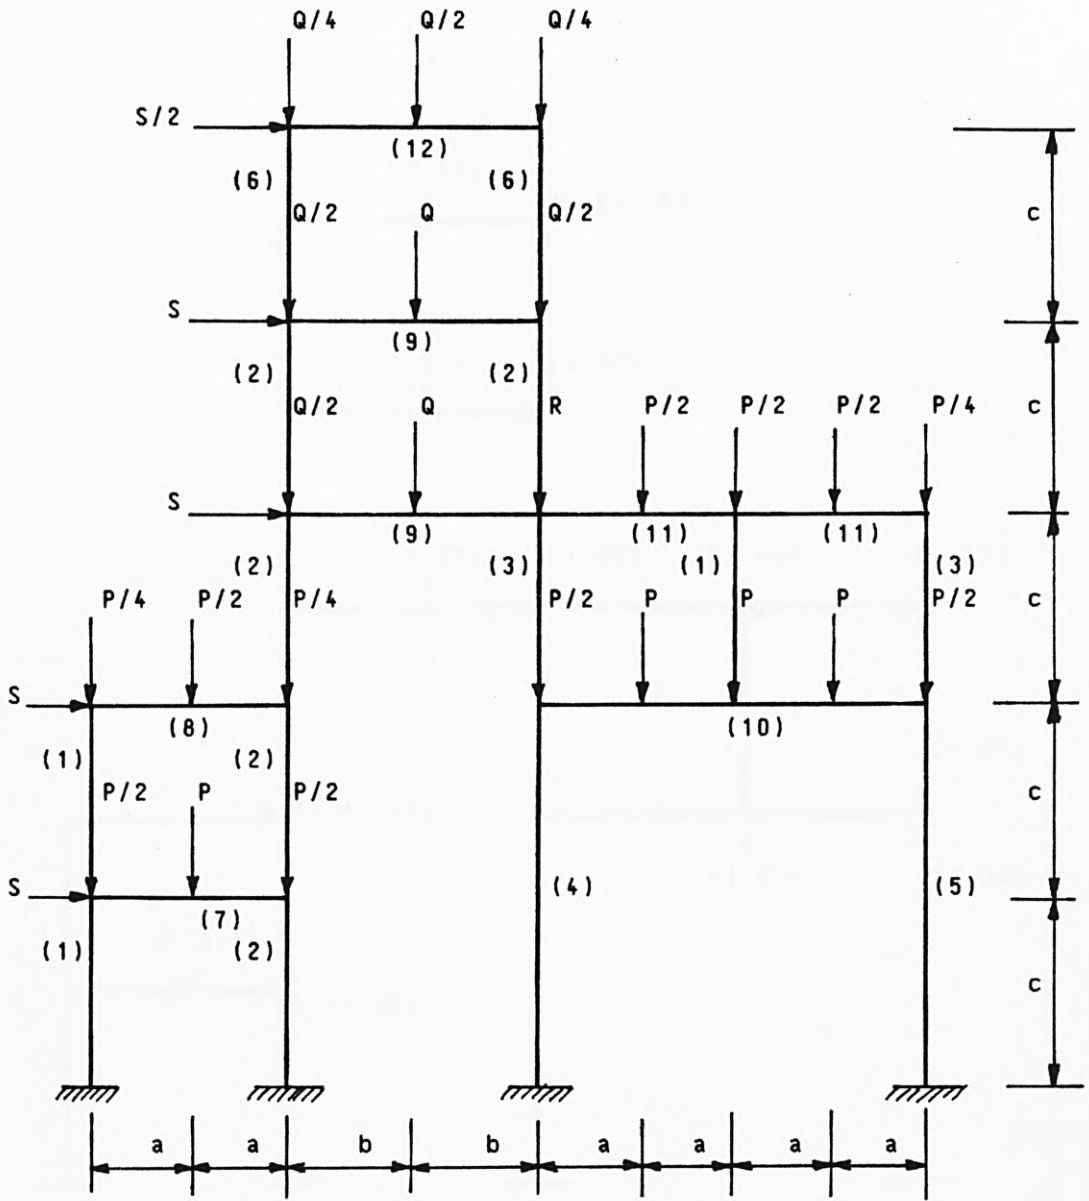 Q/4 Q/2 Q/4
S/2
(12)
(6) (6)
Q/2 Q Q/2 c
S
(9)
(2) (2)
Q/2 Q R P/2 P/2 P/2 P/4 c
S
(9) (11) (11)
(2) (3) (1) (3)
P/4 P/2 P/4 P/2 P P P P/2 c
S
(8) (10)
(1) (2)
P/2 P P/2 c
S (4) (5)
(7)
(1) (2)
c
a a b b a a a a